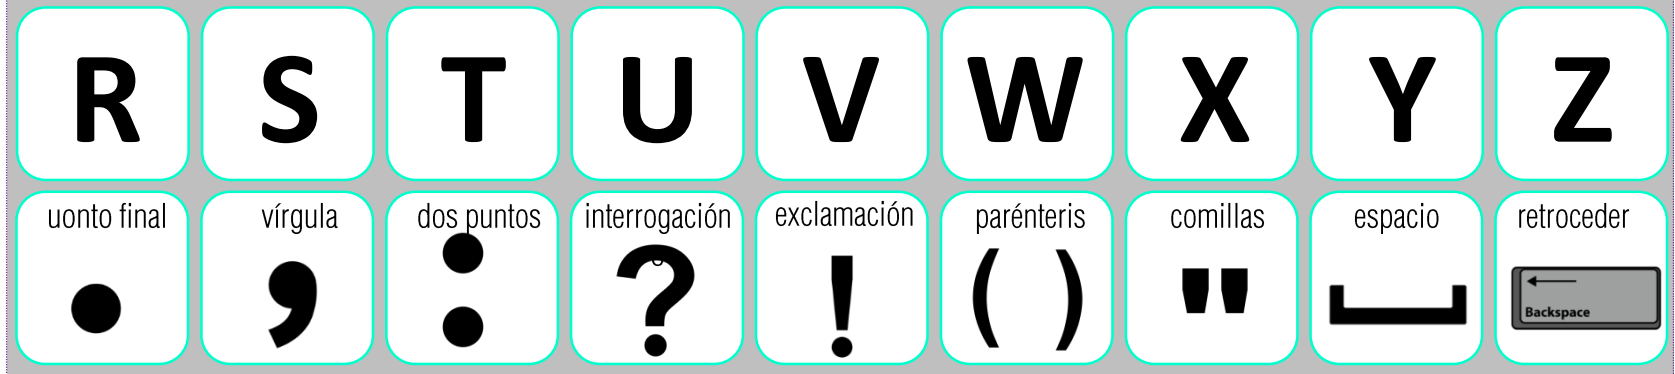 R S T U V W X Y Z
uonto final vírgula dos puntos interrogación exclamación parénteris comillas espacio retroceder
. , : ? ! ( ) "
Backspace